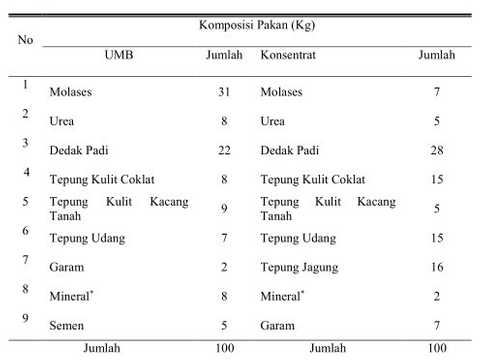 No
Komposisi Pakan (Kg)
UMB Jumlah Konsentrat Jumlah
1 Molases 31 Molases 7
2 Urea 8 Urea 5
3 Dedak Padi 22 Dedak Padi 28
4 Tepung Kulit Coklat 8 Tepung Kulit Coklat 15
5 Tepung Kulit Kacang Tanah 9 Tepung Kulit Kacang Tanah 5
6 Tepung Udang 7 Tepung Udang 15
7 Garam 2 Tepung Jagung 16
8 Mineral* 8 Mineral* 2
9 Semen 5 Garam 7
Jumlah 100 Jumlah 100